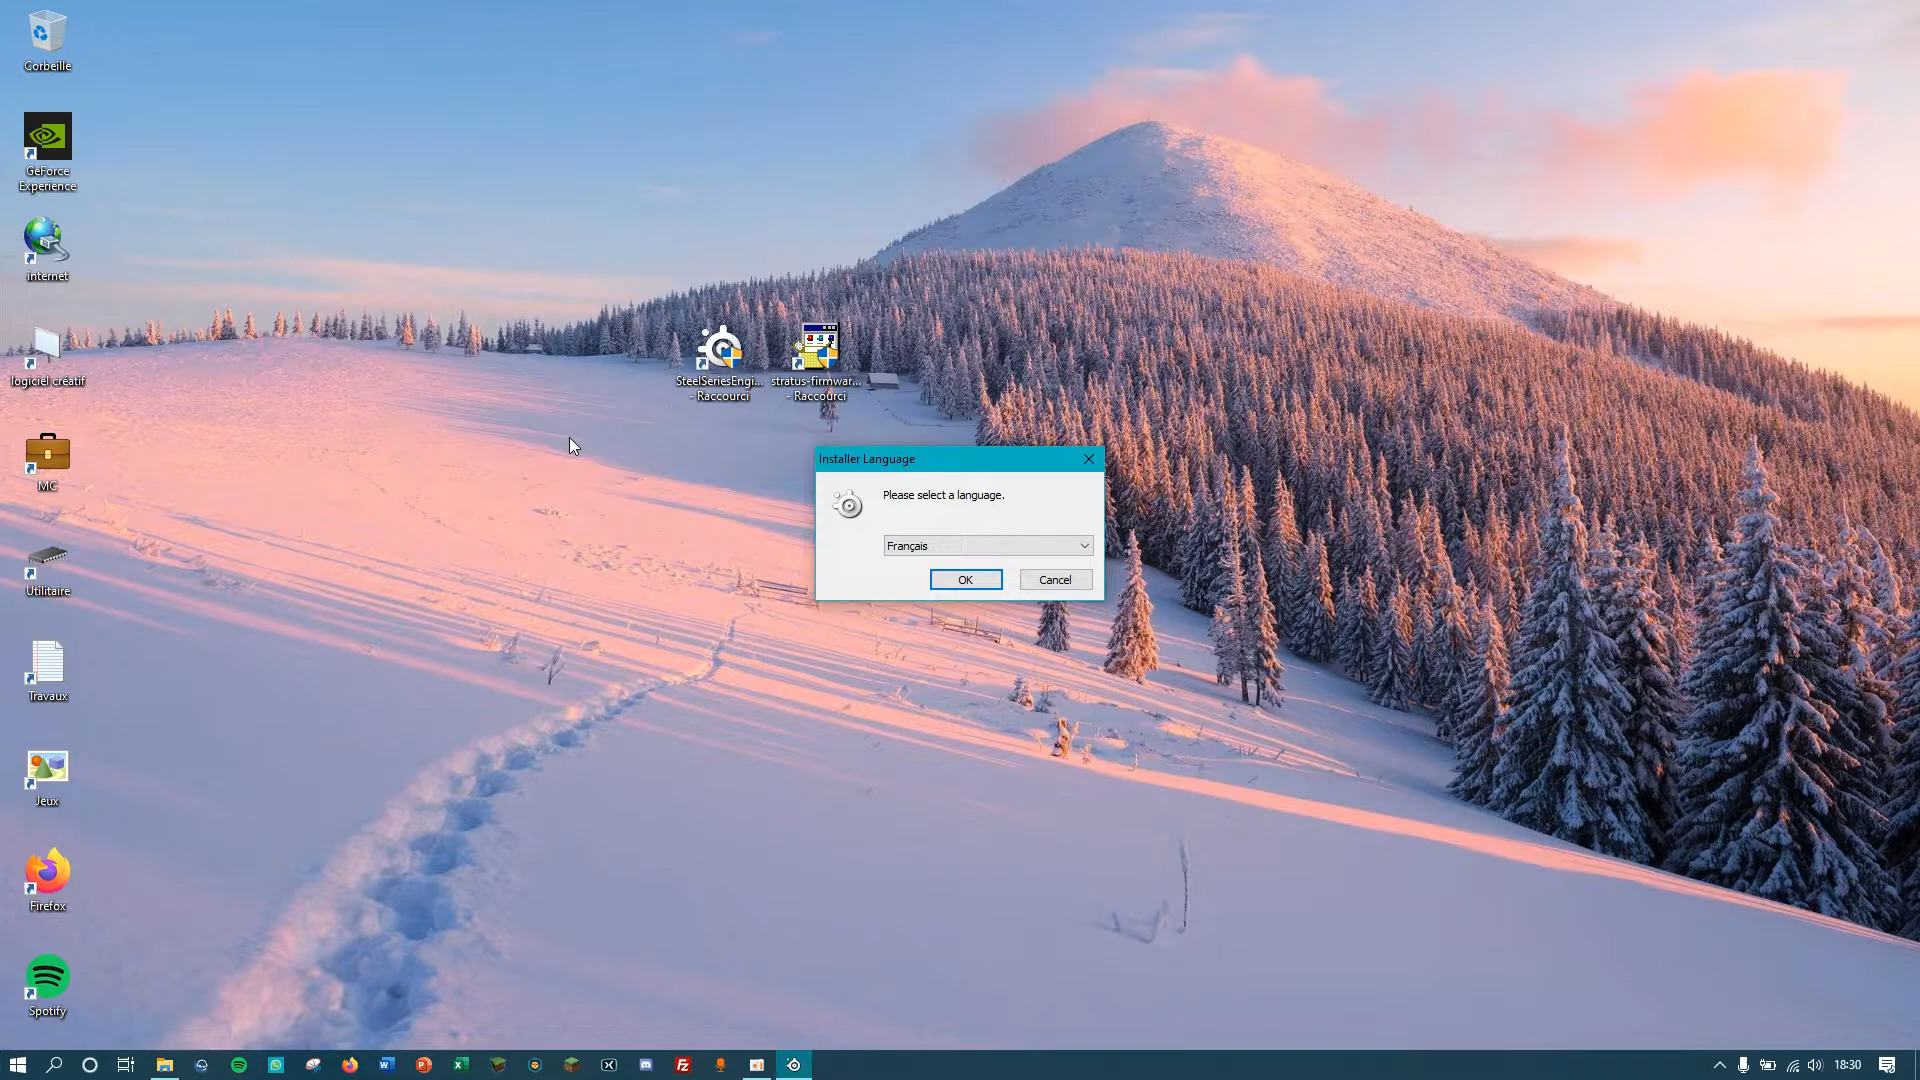 Corbeille
GeForce
Experience
internet
logiciel créatif
MC
Utilitaire
Travaux
Jeux
Firefox
Spotify
SteelSeriesEngi...
- Raccourci
stratus-firmwar...
- Raccourci
Installer Language
Please select a language.
Français
OK
Cancel
18:30